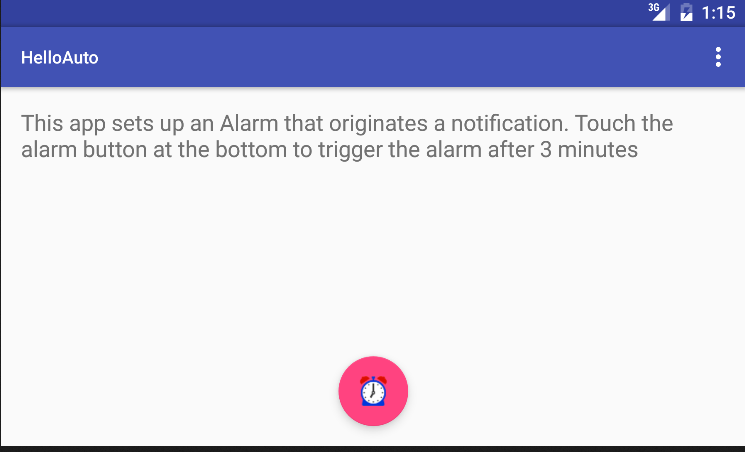 3G 1:15
HelloAuto
This app sets up an Alarm that originates a notification. Touch the
alarm button at the bottom to trigger the alarm after 3 minutes